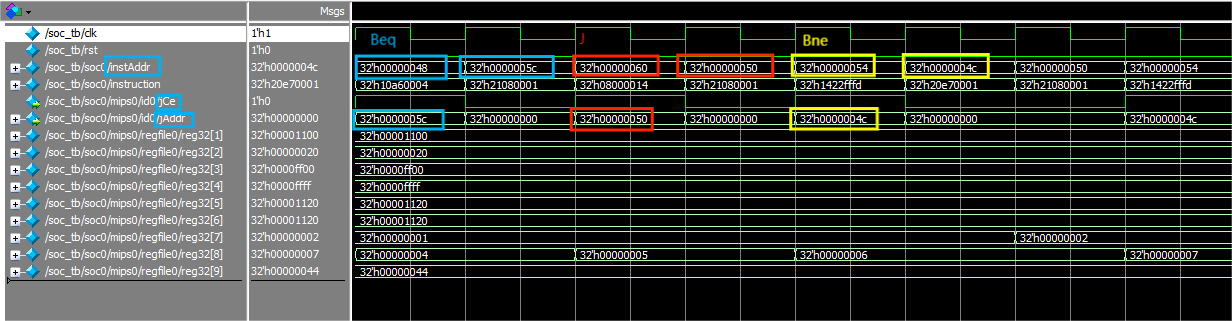 Msgs
Beq J Bne
/soc_tb/clk 1'h1
/soc_tb/rst 1'h0
/soc_tb/soc0/instAddr 32'h0000004c 32'h00000048 32'h0000005c 32'h00000060 32'h00000050 32'h00000054 32'h0000004c 32'h00000050 32'h00000054
/soc_tb/soc0/instruction 32'h20e70001 32'h10a60004 32'h21080001 32'h08000014 32'h21080001 32'h1422fffd 32'h20e70001 32'h21080001 32'h1422fffd
/soc_tb/soc0/mips0/id0/jCe 1'h0
/soc_tb/soc0/mips0/id0/jAddr 32'h00000000 32'h0000005c 32'h00000000 32'h00000050 32'h00000000 32'h0000004c 32'h00000000 32'h0000004c
/soc_tb/soc0/mips0/regfile0/reg32[1] 32'h00001100 32'h00001100
/soc_tb/soc0/mips0/regfile0/reg32[2] 32'h00000020 32'h00000020
/soc_tb/soc0/mips0/regfile0/reg32[3] 32'h0000ff00 32'h0000ff00
/soc_tb/soc0/mips0/regfile0/reg32[4] 32'h0000ffff 32'h0000ffff
/soc_tb/soc0/mips0/regfile0/reg32[5] 32'h00001120 32'h00001120
/soc_tb/soc0/mips0/regfile0/reg32[6] 32'h00001120 32'h00001120
/soc_tb/soc0/mips0/regfile0/reg32[7] 32'h00000002 32'h00000001 32'h00000002
/soc_tb/soc0/mips0/regfile0/reg32[8] 32'h00000007 32'h00000004 32'h00000005 32'h00000006 32'h00000007
/soc_tb/soc0/mips0/regfile0/reg32[9] 32'h00000044 32'h00000044